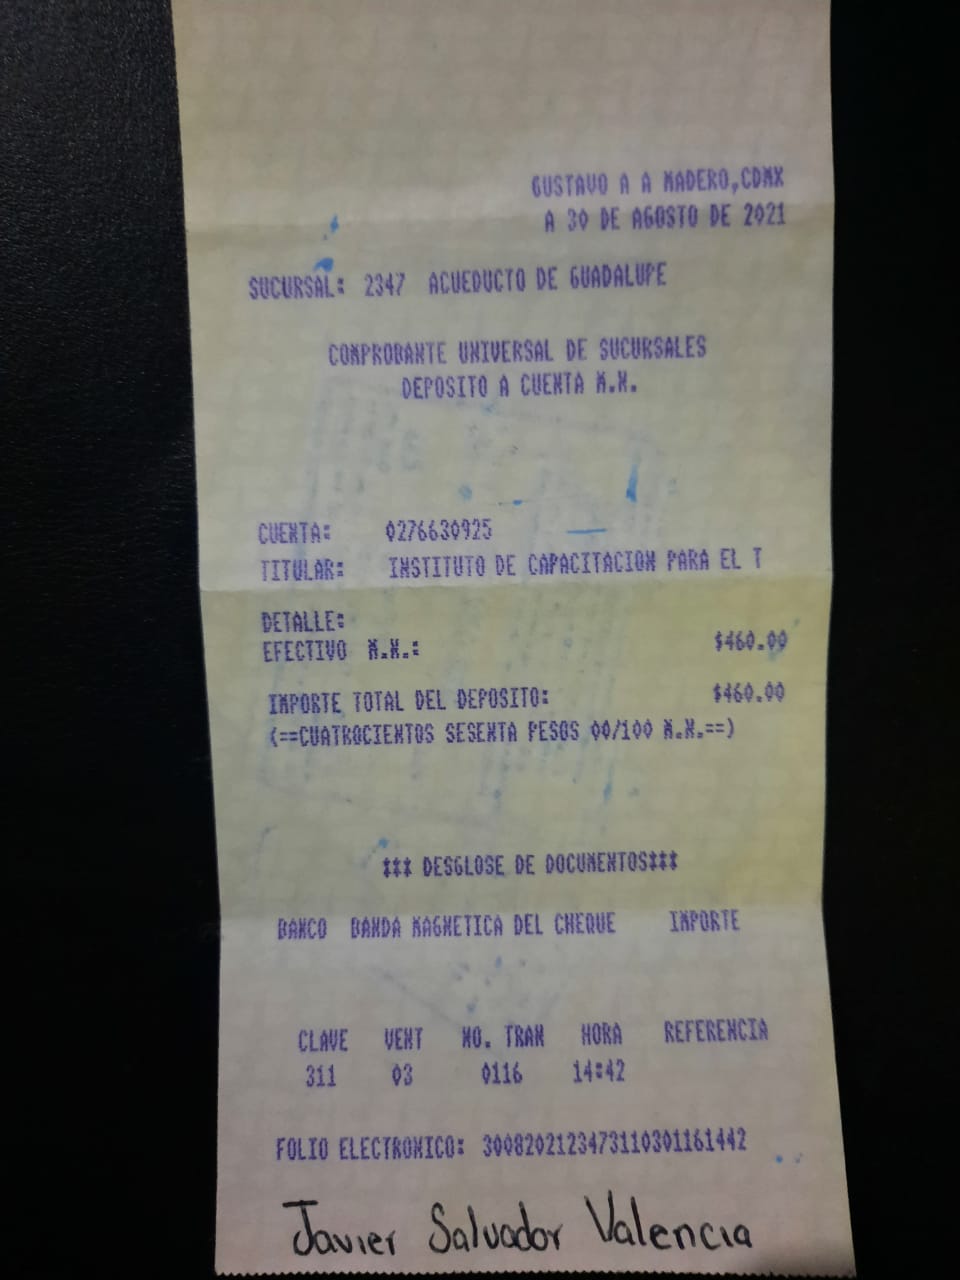 GUSTAVO A A MADERO,CDMX
A 30 DE AGOSTO DE 2021
SUCURSAL: 2347 ACUEDUCTO DE GUADALUPE
COMPROBANTE UNIVERSAL DE SUCURSALES
DEPOSITO A CUENTA M.N.
CUENTA: 0276630925
TITULAR: INSTITUTO DE CAPACITACION PARA EL T
DETALLE:
EFECTIVO M.N.: $460.00
IMPORTE TOTAL DEL DEPOSITO: $460.00
(==CUATROCIENTOS SESENTA PESOS 00/100 M.N.==)
*** DESGLOSE DE DOCUMENTOS***
BANCO BANDA MAGNETICA DEL CHEQUE IMPORTE
CLAVE VENT NO. TRAN HORA REFERENCIA
311 03 0116 14:42
FOLIO ELECTRONICO: 3008202123473110301161442
Javier Salvador Valencia